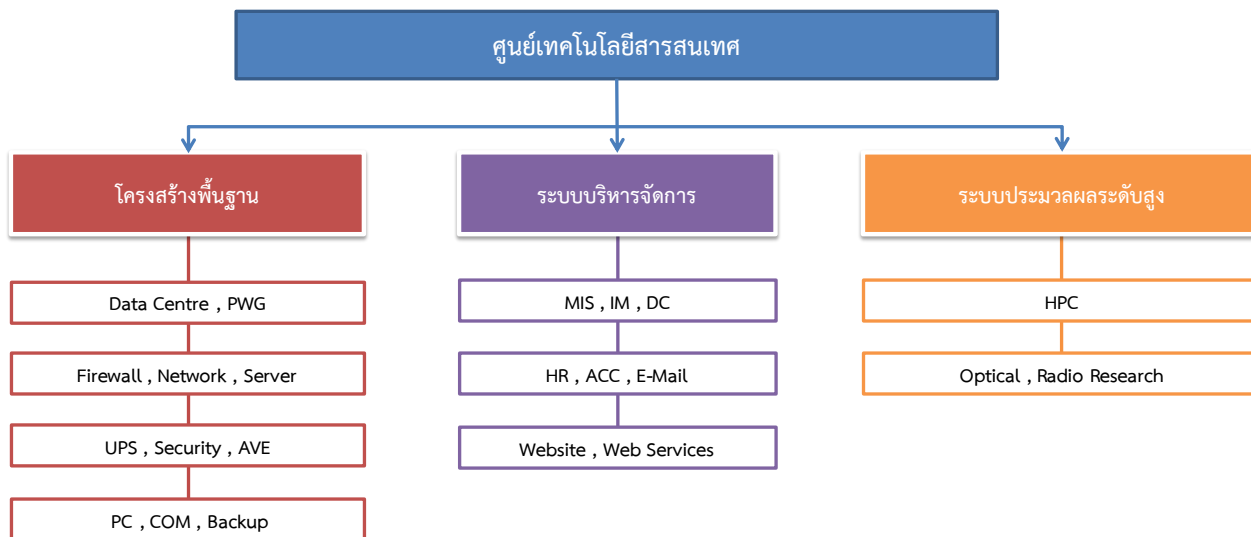 ศูนย์เทคโนโลยีสารสนเทศ
โครงสร้างพื้นฐาน
ระบบบริหารจัดการ
ระบบประมวลผลระดับสูง
Data Centre , PWG
MIS , IM , DC
HPC
Firewall , Network , Server
HR , ACC , E-Mail
Optical , Radio Research
UPS , Security , AVE
Website , Web Services
PC , COM , Backup